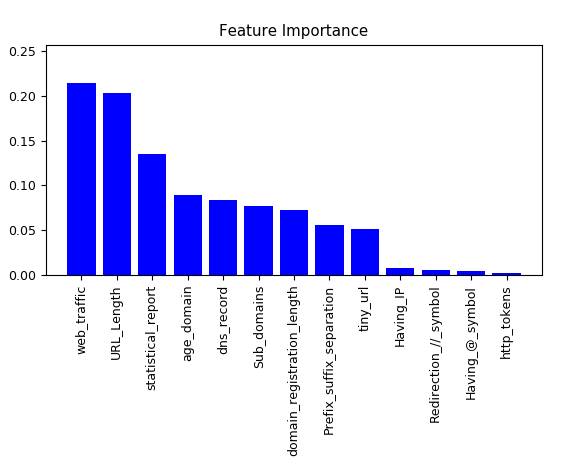 Feature Importance
0.25
0.20
0.15
0.10
0.05
0.00
web_traffic
URL_Length
statistical_report
age_domain
dns_record
Sub_domains
domain_registration_length
Prefix_suffix_separation
tiny_url
Having_IP
Redirection_//_symbol
Having_@_symbol
http_tokens